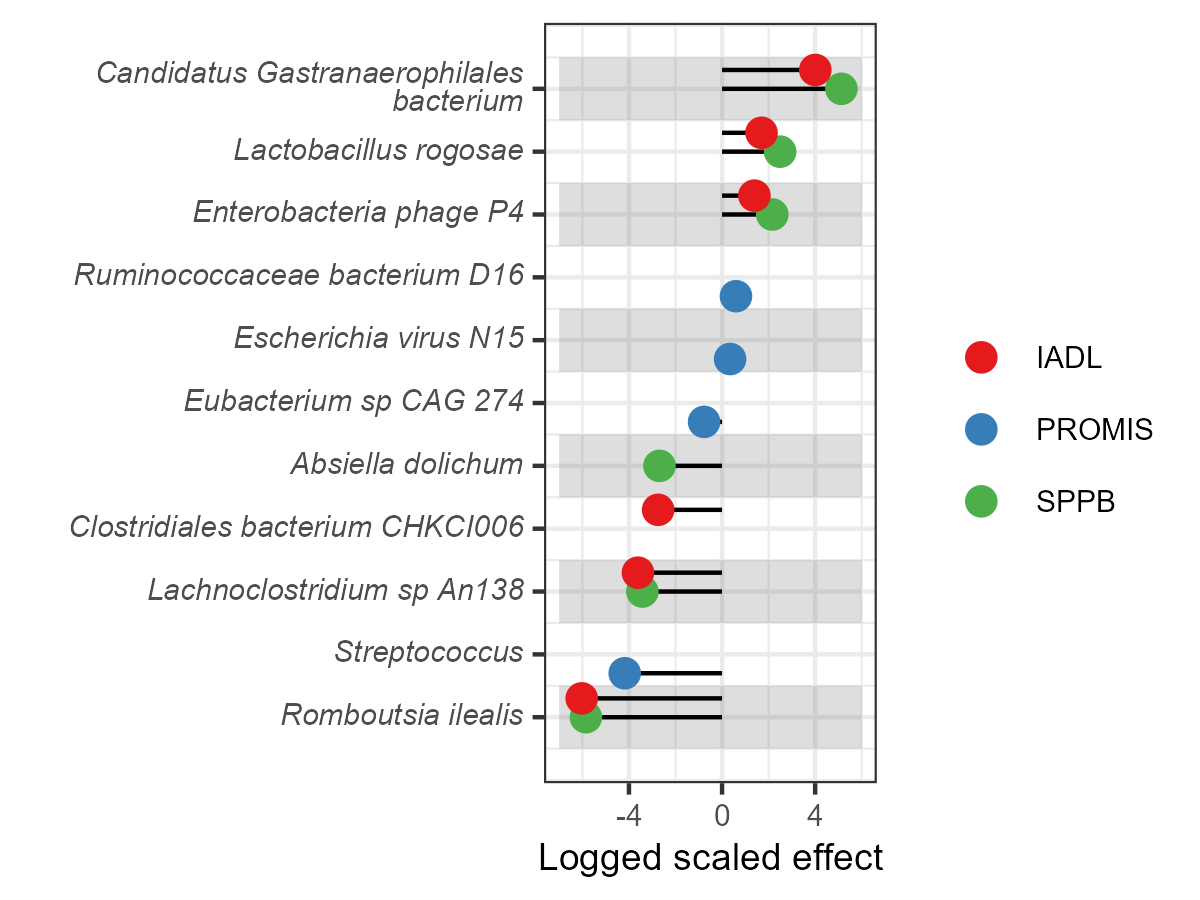 Candidatus Gastranaerophilales
bacterium
Lactobacillus rogosae
Enterobacteria phage P4
Ruminococcaceae bacterium D16
Escherichia virus N15
Eubacterium sp CAG 274
Absiella dolichum
Clostridiales bacterium CHKCI006
Lachnoclostridium sp An138
Streptococcus
Romboutsia ilealis
-4 0 4
Logged scaled effect
IADL
PROMIS
SPPB